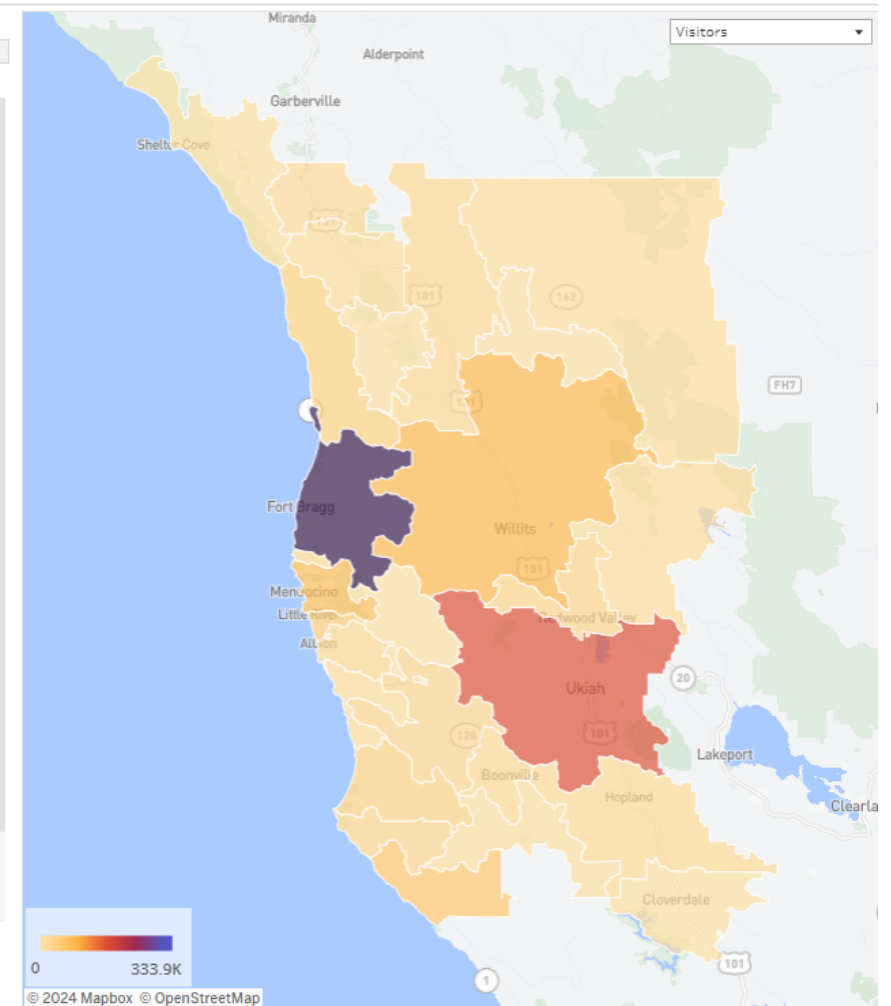 Miranda
Visitors
Alderpoint
Garberville
Shelter Cove
101
101
162
FH7
101
Fort Bragg
Willits
101
Mendocino
Little River
Redwood Valley
Albion
20
Ukiah
101
128
Lakeport
Boonville
Hopland
Clearla
Cloverdale
101
1
0
333.9K
© 2024 Mapbox © OpenStreetMap